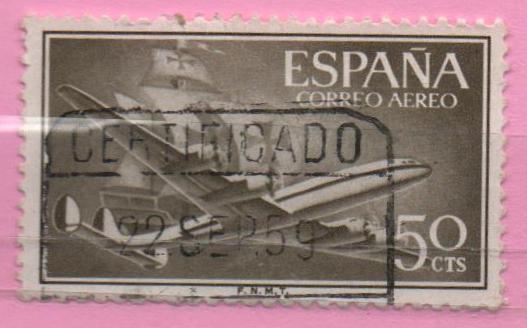 ESPAÑA
CORREO AEREO
CERTIFICADO
22.SEP.59
50
CTS
F.N.M.T.